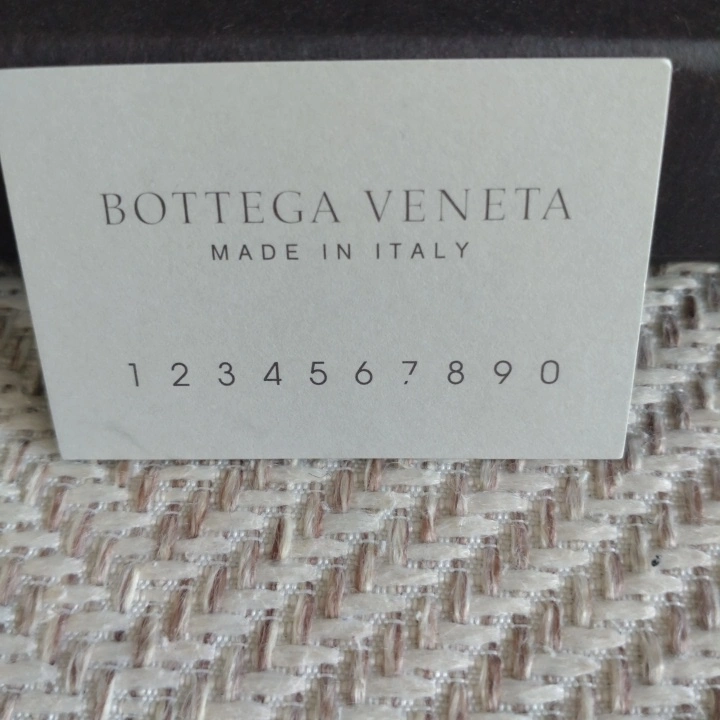 BOTTEGA VENETA
MADE IN ITALY
1 2 3 4 5 6 7 8 9 0